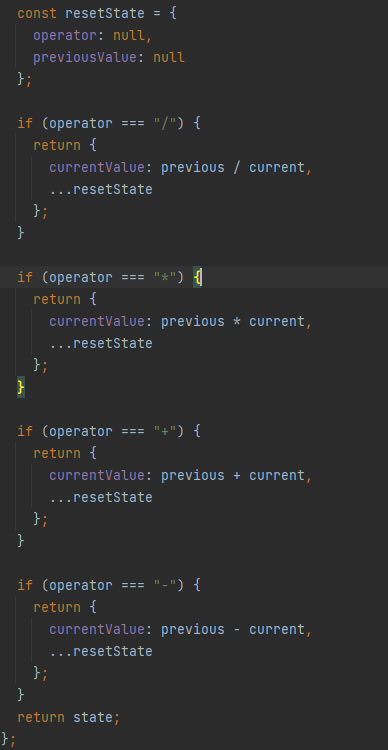 const resetState = {
  operator: null,
  previousValue: null
};

if (operator === "/") {
  return {
    currentValue: previous / current,
    ...resetState
  };
}

if (operator === "*") {
  return {
    currentValue: previous * current,
    ...resetState
  };
}

if (operator === "+") {
  return {
    currentValue: previous + current,
    ...resetState
  };
}

if (operator === "-") {
  return {
    currentValue: previous - current,
    ...resetState
  };
}
return state;
};